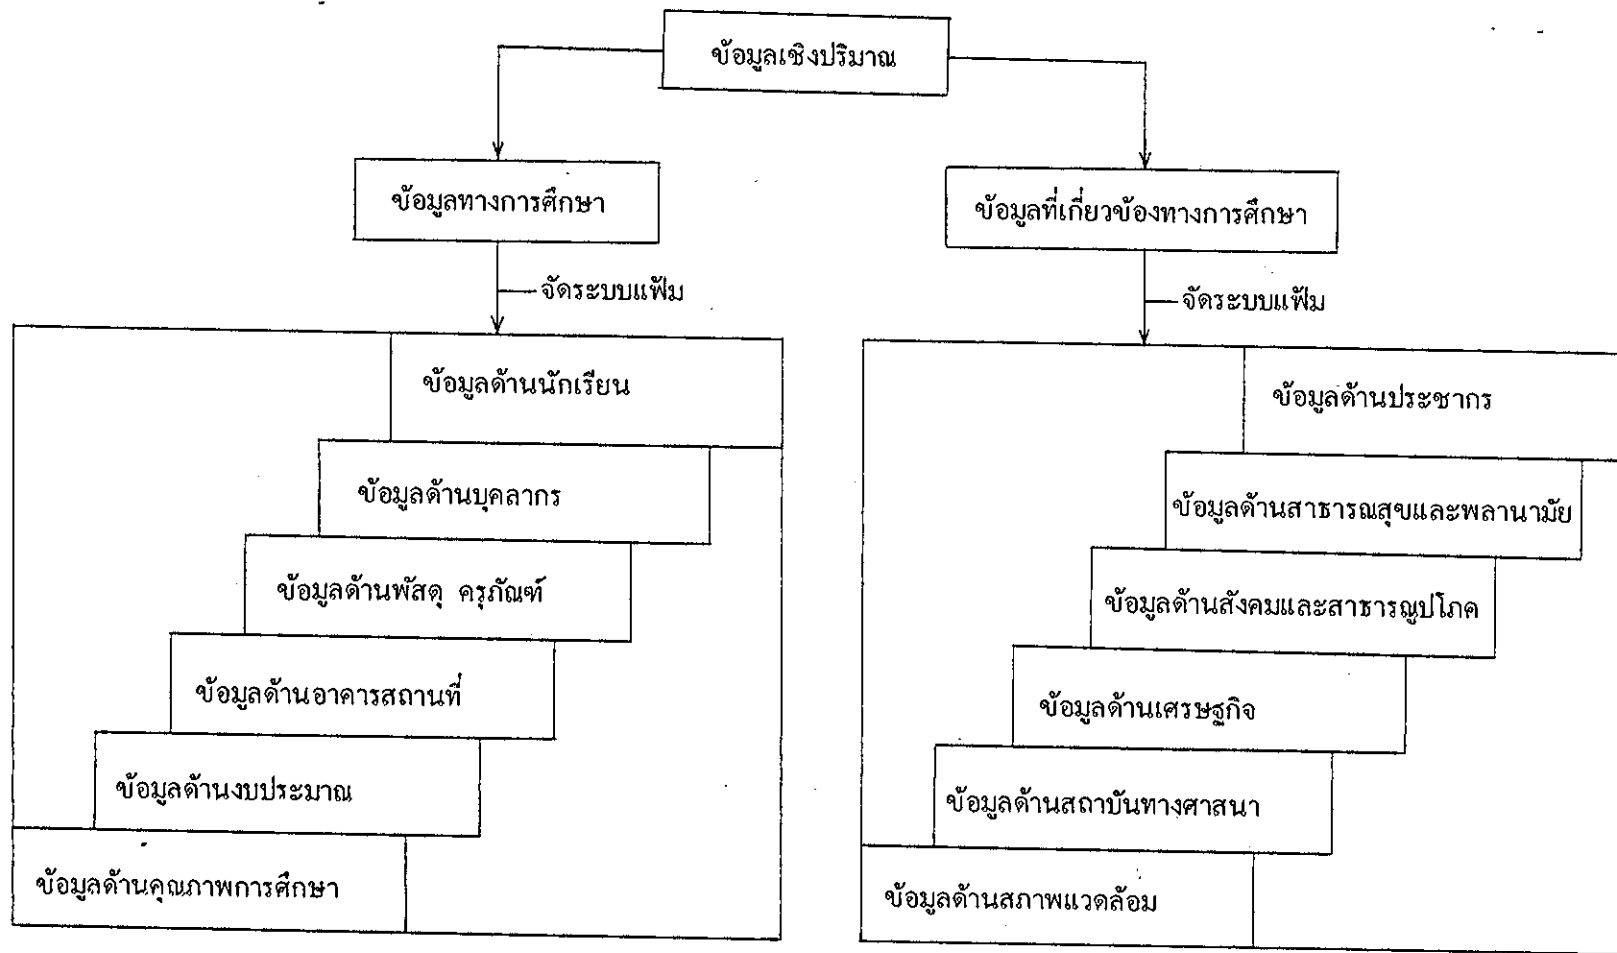 ข้อมูลเชิงปริมาณ
ข้อมูลทางการศึกษา
ข้อมูลที่เกี่ยวข้องทางการศึกษา
จัดระบบแฟ้ม
จัดระบบแฟ้ม
ข้อมูลด้านนักเรียน
ข้อมูลด้านบุคลากร
ข้อมูลด้านพัสดุ ครุภัณฑ์
ข้อมูลด้านอาคารสถานที่
ข้อมูลด้านงบประมาณ
ข้อมูลด้านคุณภาพการศึกษา
ข้อมูลด้านประชากร
ข้อมูลด้านสาธารณสุขและพลานามัย
ข้อมูลด้านสังคมและสาธารณูปโภค
ข้อมูลด้านเศรษฐกิจ
ข้อมูลด้านสถาบันทางศาสนา
ข้อมูลด้านสภาพแวดล้อม